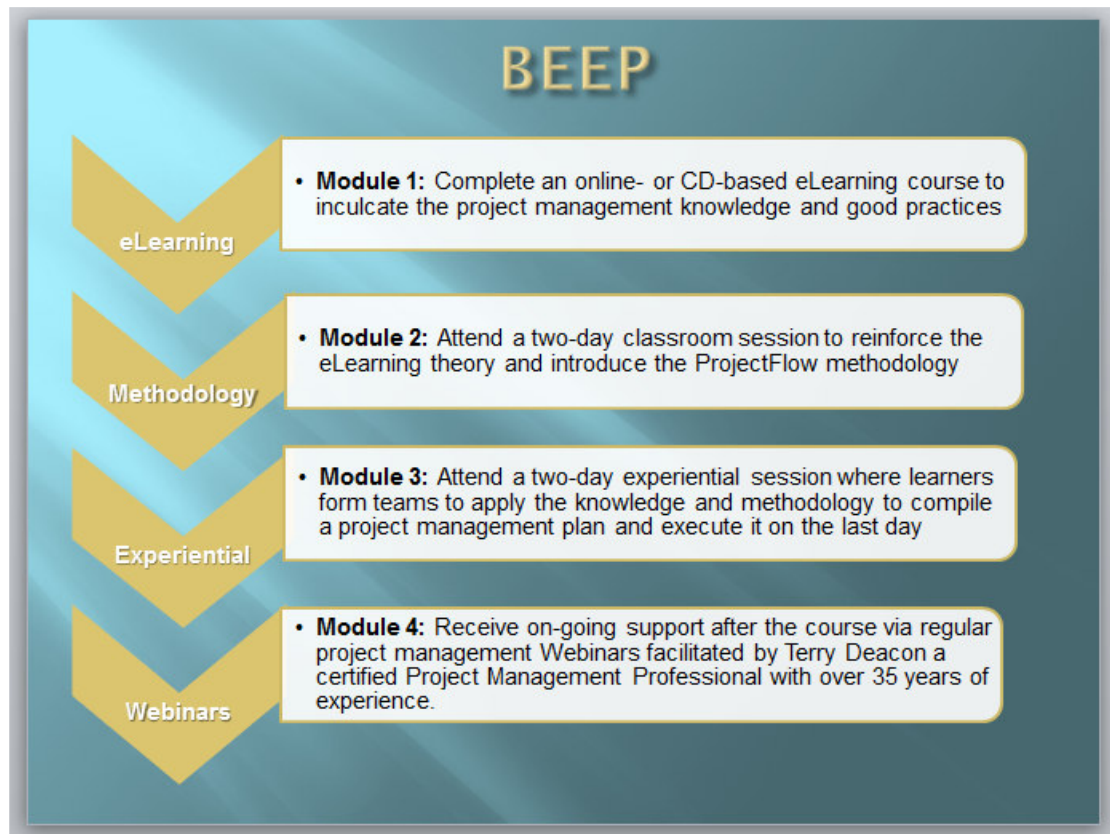 BEEP
eLearning
• Module 1: Complete an online- or CD-based eLearning course to
inculcate the project management knowledge and good practices
Methodology
• Module 2: Attend a two-day classroom session to reinforce the
eLearning theory and introduce the ProjectFlow methodology
Experiential
• Module 3: Attend a two-day experiential session where learners
form teams to apply the knowledge and methodology to compile
a project management plan and execute it on the last day
Webinars
• Module 4: Receive on-going support after the course via regular
project management Webinars facilitated by Terry Deacon a
certified Project Management Professional with over 35 years of
experience.